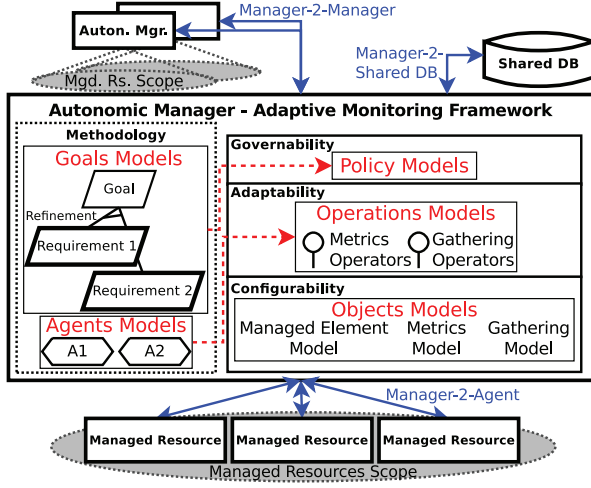 Manager-2-Manager
Auton. Mgr.
Mgd. Rs. Scope
Manager-2-
Shared DB
Shared DB
Autonomic Manager - Adaptive Monitoring Framework
Methodology
Goals Models
Goal
Refinement
Requirement 1
Requirement 2
Agents Models
A1
A2
Governability
Policy Models
Adaptability
Operations Models
Metrics
Operators
Gathering
Operators
Configurability
Objects Models
Managed Element
Model
Metrics
Model
Gathering
Model
Manager-2-Agent
Managed Resource
Managed Resource
Managed Resource
Managed Resources Scope